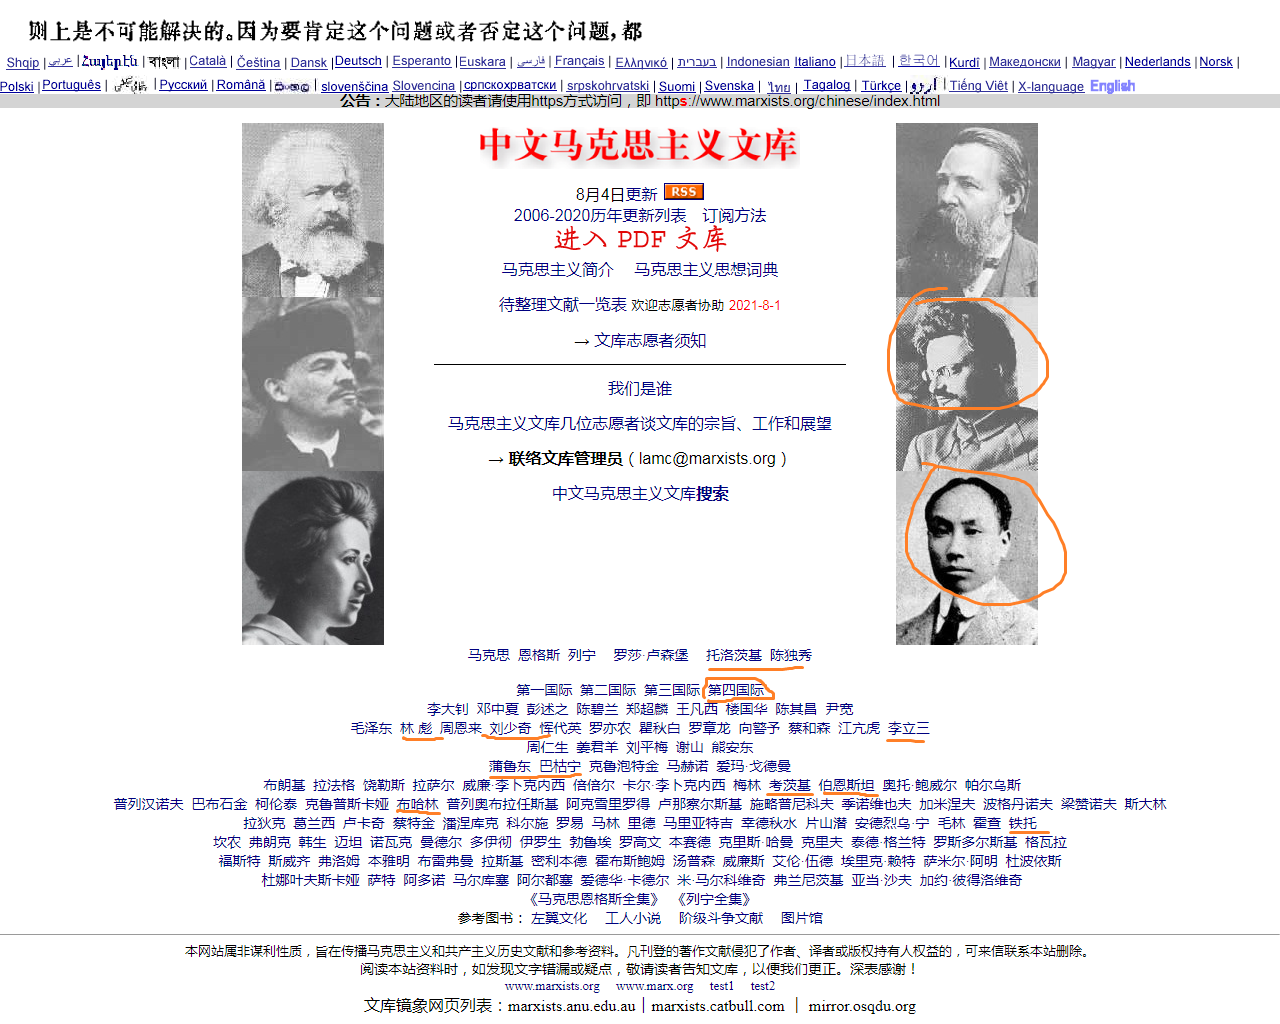 则上是不可能解决的。因为要肯定这个问题或者否定这个问题，都
Shqip | عربي | Հայերէն | বাংলা | Català | Čeština | Dansk | Deutsch | Esperanto | Euskara | فارسی | Français | Ελληνικό | עברית | Indonesian Italiano | 日本語 | 한국어 | Kurdî | Македонски | Magyar | Nederlands | Norsk |
Polski | Português | Русский | Română | slovenščina | Slovencina | српскохрватски | srpskohrvatski | Suomi | Svenska | ไทย | Tagalog | Türkçe | اُردو | Tiếng Việt | X-language English
公告：大陆地区的读者请使用https方式访问，即 https://www.marxists.org/chinese/index.html
中文马克思主义文库
8月4日更新 RSS
2006-2020历年更新列表 订阅方法
进入 PDF 文库
马克思主义简介 马克思主义思想词典
待整理文献一览表 欢迎志愿者协助 2021-8-1
→ 文库志愿者须知
我们是谁
马克思主义文库几位志愿者谈文库的宗旨、工作和展望
→ 联络文库管理员（lamc@marxists.org）
中文马克思主义文库搜索
马克思 恩格斯 列宁 罗莎·卢森堡 托洛茨基 陈独秀
第一国际 第二国际 第三国际 第四国际
李大钊 邓中夏 彭述之 陈碧兰 郑超麟 王凡西 楼国华 陈其昌 尹宽
毛泽东 林 彪 周恩来 刘少奇 恽代英 罗亦农 瞿秋白 罗章龙 向警予 蔡和森 江亢虎 李立三
周仁生 姜君羊 刘平梅 谢山 熊安东
蒲鲁东 巴枯宁 克鲁泡特金 马赫诺 爱玛·戈德曼
布朗基 拉法格 饶勒斯 拉萨尔 威廉·李卜克内西 倍倍尔 卡尔·李卜克内西 梅林 考茨基 伯恩斯坦 奥托·鲍威尔 帕尔乌斯
普列汉诺夫 巴布石金 柯伦泰 克鲁普斯卡娅 布哈林 普列奥布拉任斯基 阿克雪里罗得 卢那察尔斯基 施略普尼科夫 季诺维也夫 加米涅夫 波格丹诺夫 梁赞诺夫 斯大林
拉狄克 葛兰西 卢卡奇 蔡特金 潘涅库克 科尔施 罗易 马林 里德 马里亚特吉 幸德秋水 片山潜 安德烈乌·宁 毛林 霍查 铁托
坎农 弗朗克 韩生 迈坦 诺瓦克 曼德尔 多伊彻 伊罗生 勃鲁埃 罗高文 本赛德 克里斯·哈曼 克里夫 泰德·格兰特 罗斯多尔斯基 格瓦拉
福斯特 斯威齐 弗洛姆 本雅明 布雷弗曼 拉斯基 密利本德 霍布斯鲍姆 汤普森 威廉斯 艾伦·伍德 埃里克·赖特 萨米尔·阿明 杜波依斯
杜娜叶夫斯卡娅 萨特 阿多诺 马尔库塞 阿尔都塞 爱德华·卡德尔 米·马尔科维奇 弗兰尼茨基 亚当·沙夫 加约·彼得洛维奇
《马克思恩格斯全集》 《列宁全集》
参考图书： 左翼文化 工人小说 阶级斗争文献 图片馆
本网站属非谋利性质，旨在传播马克思主义和共产主义历史文献和参考资料。凡刊登的著作文献侵犯了作者、译者或版权持有人权益的，可来信联系本站删除。
阅读本站资料时，如发现文字错漏或疑点，敬请读者告知文库，以便我们更正。深表感谢！
www.marxists.org www.marx.org test1 test2
文库镜象网页列表：marxists.anu.edu.au | marxists.catbull.com | mirror.osqdu.org